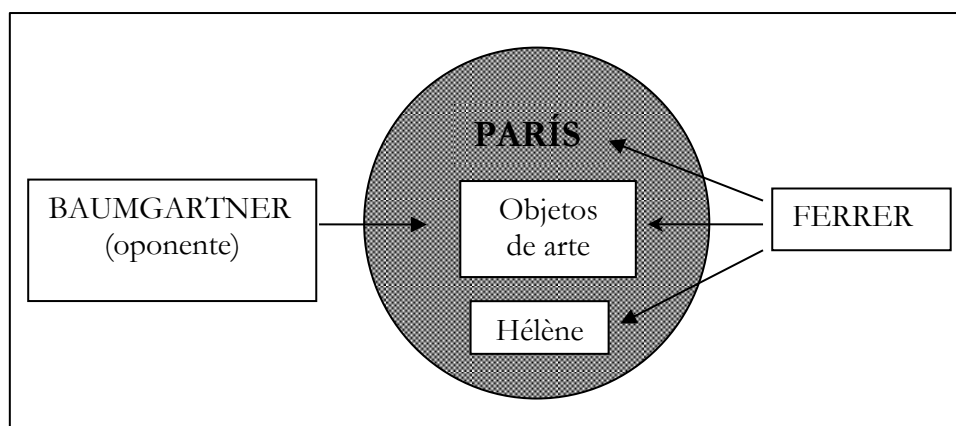 PARÍS
BAUMGARTNER
(oponente)
Objetos
de arte
FERRER
Hélène